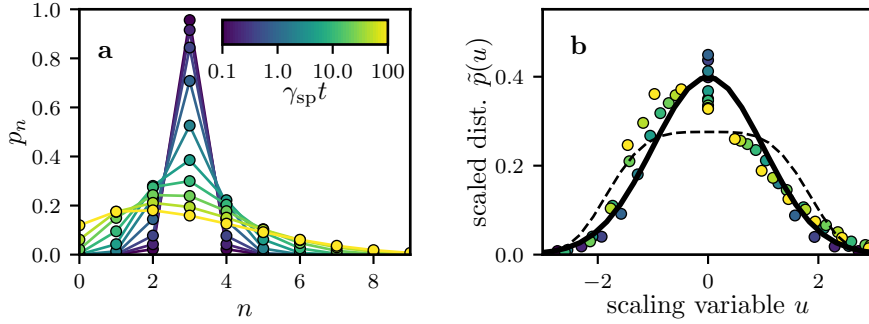 a
1.0
0.8
0.6
0.4
0.2
0.0
pₙ
0 2 4 6 8
n
0.1 1.0 10.0 100
γ_sp t
b
0.4
0.2
0.0
scaled dist. p̃(u)
−2 0 2
scaling variable u